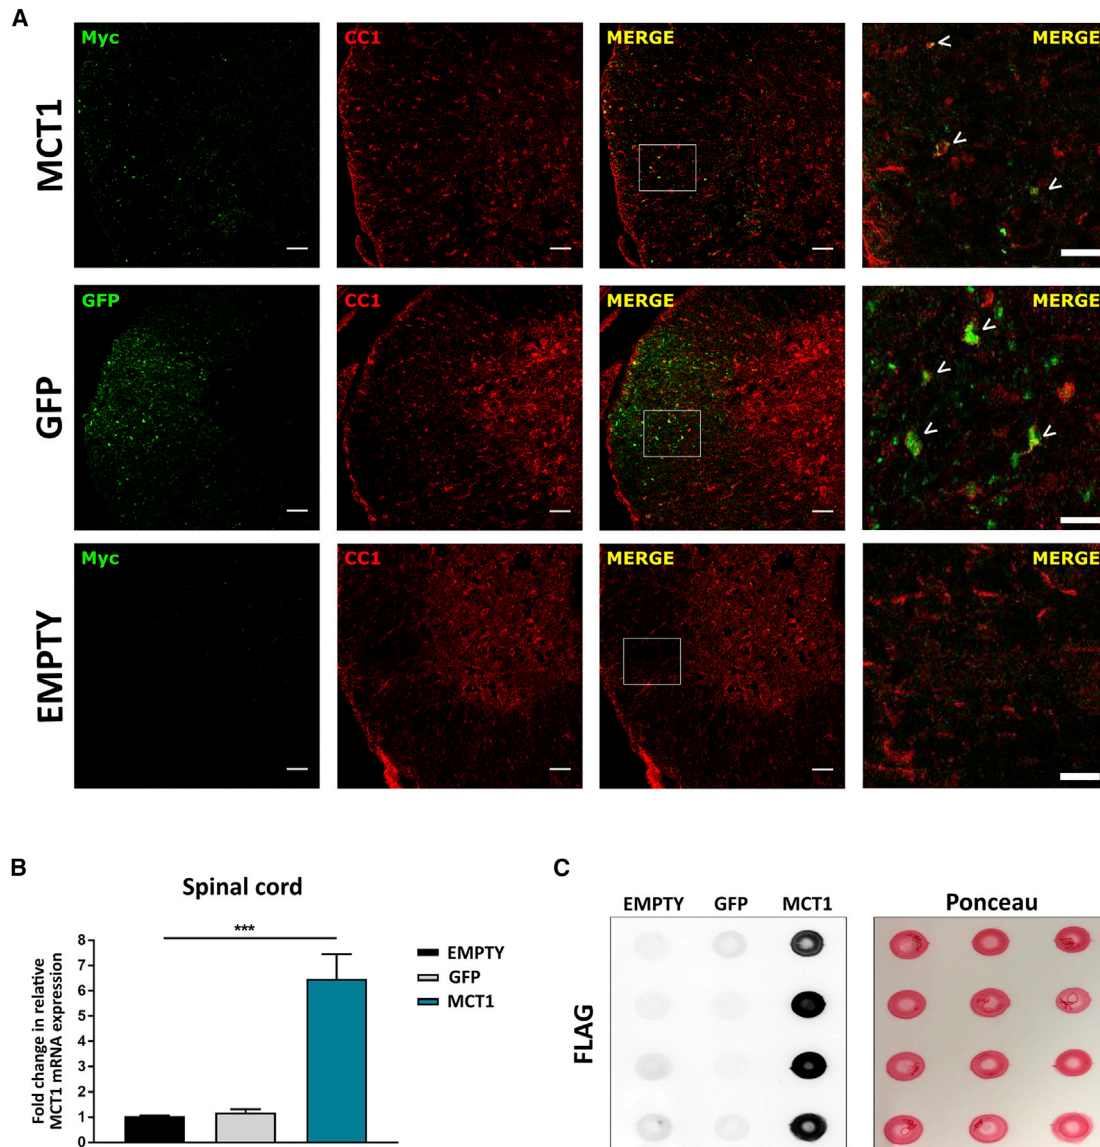 A
Myc
CC1
MERGE
MERGE
MCT1
GFP
CC1
MERGE
MERGE
GFP
Myc
CC1
MERGE
MERGE
EMPTY
B
Spinal cord
***
Fold change in relative
MCT1 mRNA expression
8
7
6
5
4
3
2
1
0
EMPTY
GFP
MCT1
C
EMPTY GFP MCT1
Ponceau
FLAG